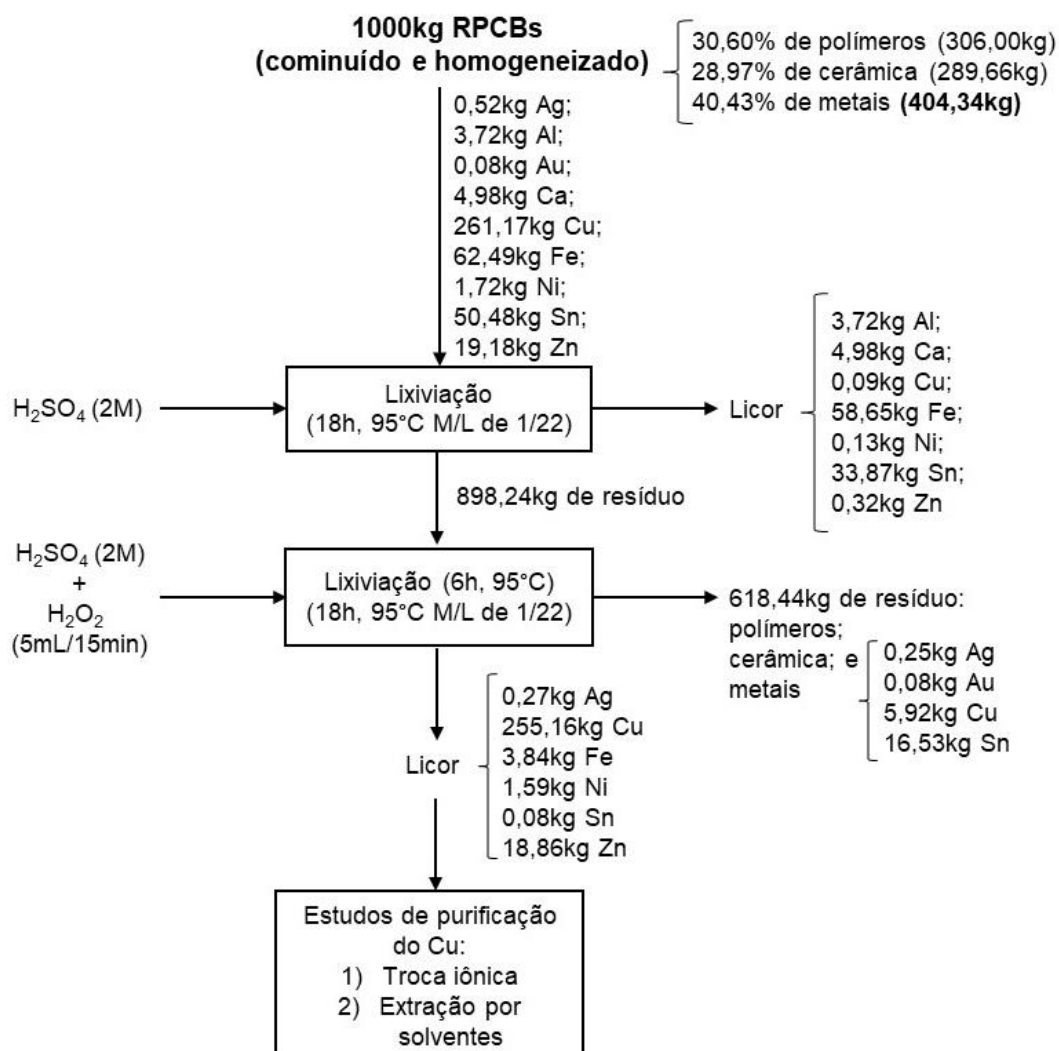 1000kg RPCBs
(cominuído e homogeneizado)
30,60% de polímeros (306,00kg)
28,97% de cerâmica (289,66kg)
40,43% de metais (404,34kg)
0,52kg Ag;
3,72kg Al;
0,08kg Au;
4,98kg Ca;
261,17kg Cu;
62,49kg Fe;
1,72kg Ni;
50,48kg Sn;
19,18kg Zn
H₂SO₄ (2M)
Lixiviação
(18h, 95°C M/L de 1/22)
Licor
3,72kg Al;
4,98kg Ca;
0,09kg Cu;
58,65kg Fe;
0,13kg Ni;
33,87kg Sn;
0,32kg Zn
898,24kg de resíduo
H₂SO₄ (2M)
+
H₂O₂
(5mL/15min)
Lixiviação (6h, 95°C)
(18h, 95°C M/L de 1/22)
618,44kg de resíduo:
polímeros;
cerâmica; e
metais
0,25kg Ag
0,08kg Au
5,92kg Cu
16,53kg Sn
Licor
0,27kg Ag
255,16kg Cu
3,84kg Fe
1,59kg Ni
0,08kg Sn
18,86kg Zn
Estudos de purificação
do Cu:
1) Troca iônica
2) Extração por
solventes